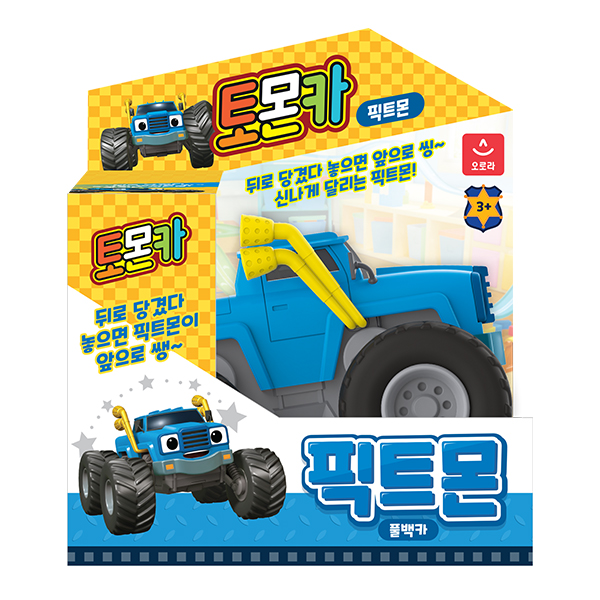 토몬카
픽트몬
오로라
뒤로 당겼다 놓으면 앞으로 씽~
신나게 달리는 픽트몬!
3+
토몬카
뒤로 당겼다
놓으면 픽트몬이
앞으로 쌩~
픽트몬
풀백카